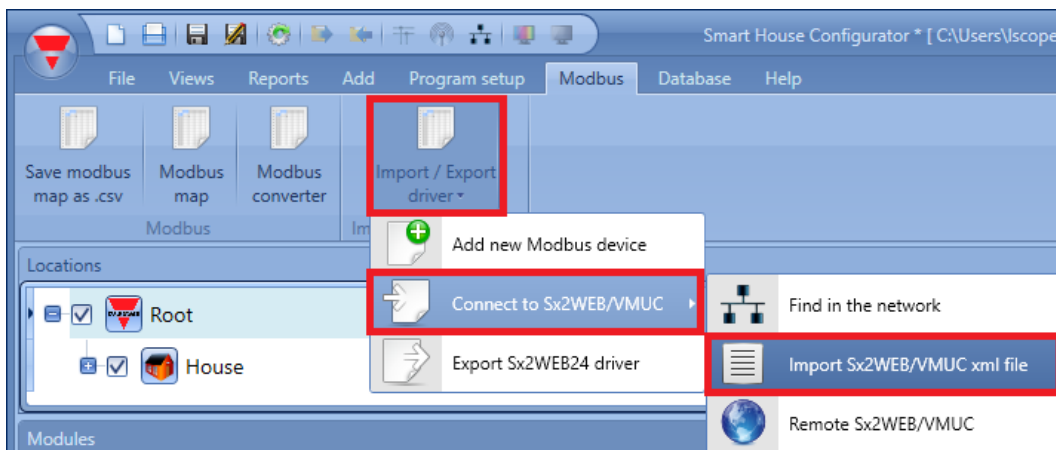 Smart House Configurator * [ C:\Users\lscope
File Views Reports Add Program setup Modbus Database Help
Save modbus map as .csv
Modbus map
Modbus converter
Import / Export driver
Modbus
Im
Add new Modbus device
Locations
Connect to Sx2WEB/VMUC
Find in the network
Root
Export Sx2WEB24 driver
Import Sx2WEB/VMUC xml file
House
Remote Sx2WEB/VMUC
Modules